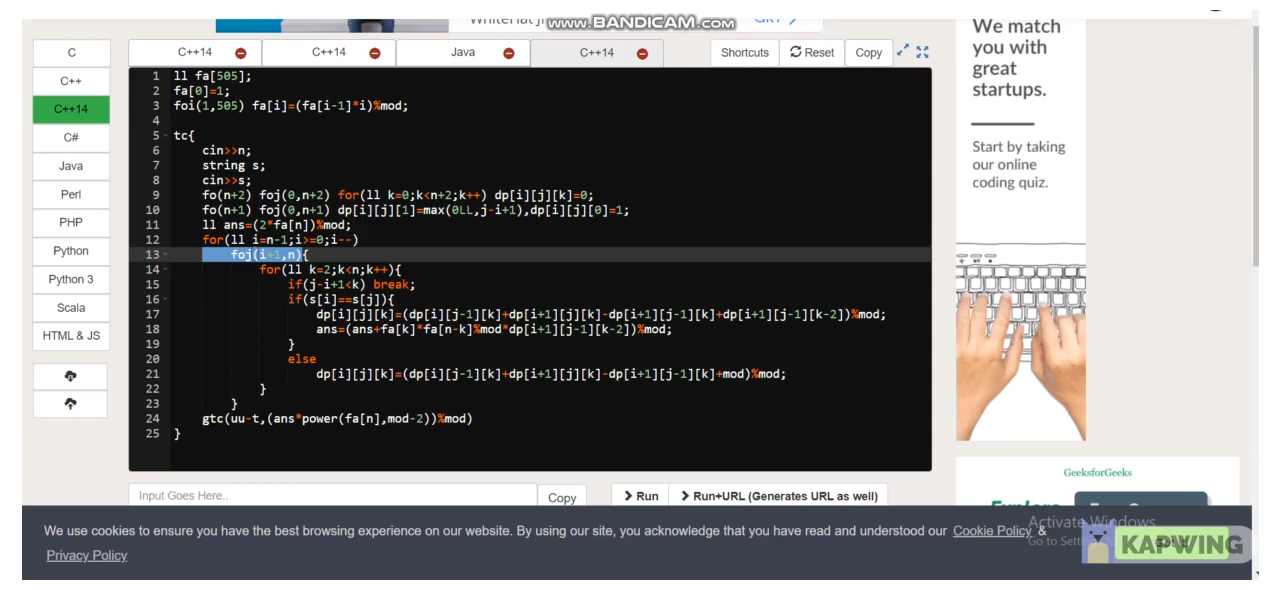 www.BANDICAM.com
We match
you with
great
startups.
Start by taking
our online
coding quiz.
C
C++
C++14
C#
Java
Perl
PHP
Python
Python 3
Scala
HTML & JS
C++14 C++14 Java C++14 Shortcuts Reset Copy
1 ll fa[505];
2 fa[0]=1;
3 foi(1,505) fa[i]=(fa[i-1]*i)%mod;
4
5 tc{
6 cin>>n;
7 string s;
8 cin>>s;
9 fo(n+2) foj(0,n+2) for(ll k=0;k<n+2;k++) dp[i][j][k]=0;
10 fo(n+1) foj(0,n+1) dp[i][j][1]=max(0LL,j-i+1),dp[i][j][0]=1;
11 ll ans=(2*fa[n])%mod;
12 for(ll i=n-1;i>=0;i--)
13 foj(i+1,n){
14 for(ll k=2;k<n;k++){
15 if(j-i+1<k) break;
16 if(s[i]==s[j]){
17 dp[i][j][k]=(dp[i][j-1][k]+dp[i+1][j][k]-dp[i+1][j-1][k]+dp[i+1][j-1][k-2])%mod;
18 ans=(ans+fa[k]*fa[n-k]%mod*dp[i+1][j-1][k-2])%mod;
19 }
20 else
21 dp[i][j][k]=(dp[i][j-1][k]+dp[i+1][j][k]-dp[i+1][j-1][k]+mod)%mod;
22 }
23 }
24 gtc(uu-t,(ans*power(fa[n],mod-2))%mod)
25 }
Input Goes Here..
Copy
Run
Run+URL (Generates URL as well)
GeeksforGeeks
We use cookies to ensure you have the best browsing experience on our website. By using our site, you acknowledge that you have read and understood our Cookie Policy &
Privacy Policy
Activate Windows
Go to
KAPWING